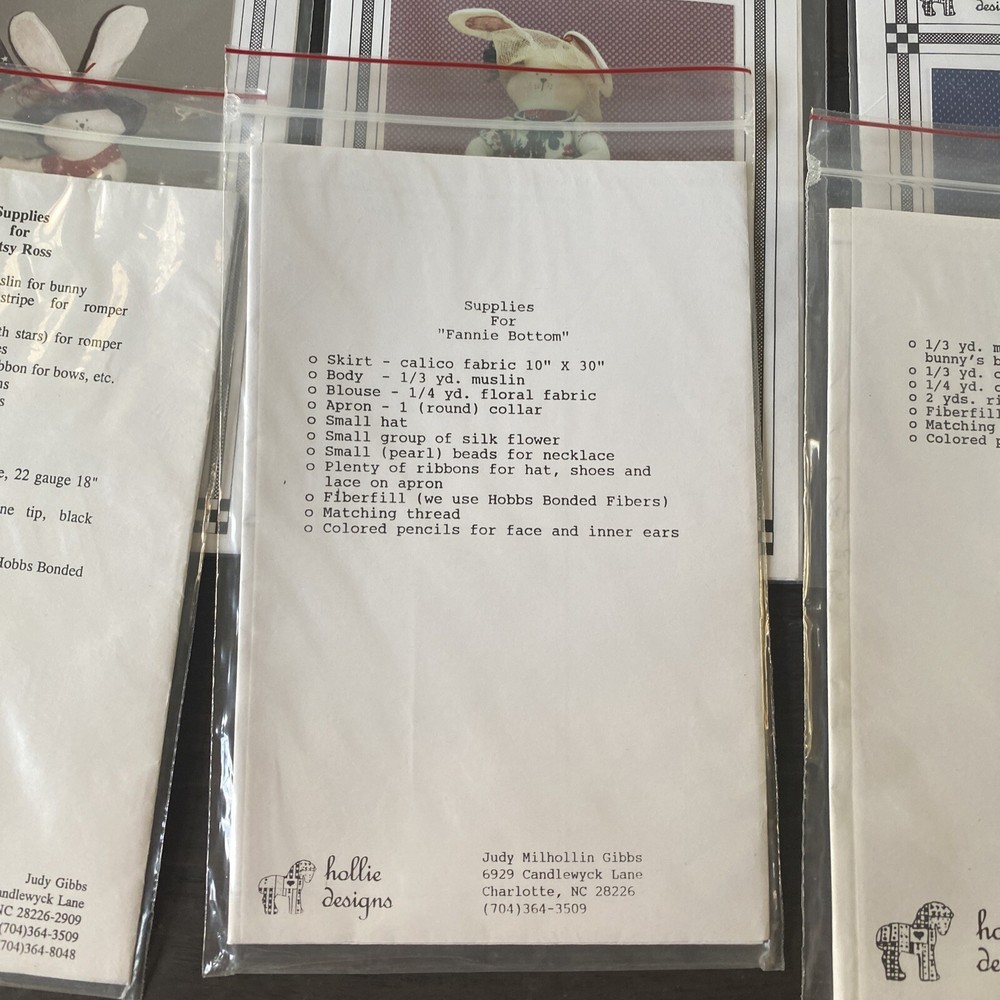 Supplies
for
tsy Ross
slin for bunny
stripe for romper
th stars) for romper
es
bbon for bows, etc.
ns
s
e, 22 gauge 18"
ne tip, black
Hobbs Bonded
Judy Gibbs
andlewyck Lane
NC 28226-2909
(704)364-3509
704)364-8048
Supplies
For
"Fannie Bottom"
o Skirt - calico fabric 10" X 30"
o Body - 1/3 yd. muslin
o Blouse - 1/4 yd. floral fabric
o Apron - 1 (round) collar
o Small hat
o Small group of silk flower
o Small (pearl) beads for necklace
o Plenty of ribbons for hat, shoes and
lace on apron
o Fiberfill (we use Hobbs Bonded Fibers)
o Matching thread
o Colored pencils for face and inner ears
hollie
designs
Judy Milhollin Gibbs
6929 Candlewyck Lane
Charlotte, NC 28226
(704)364-3509
o 1/3 yd. m
bunny's b
o 1/3 yd. c
o 1/4 yd. c
o 2 yds. ri
o Fiberfill
o Matching
o Colored p
ho
de
desi